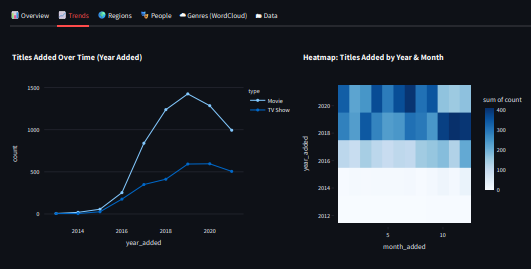 Overview Trends Regions People Genres (WordCloud) Data
Titles Added Over Time (Year Added)
1500
1000
500
0
count
2014 2016 2018 2020
year_added
type
Movie
TV Show
Heatmap: Titles Added by Year & Month
2020
2018
2016
2014
2012
year_added
5 10
month_added
sum of count
400
300
200
100
0